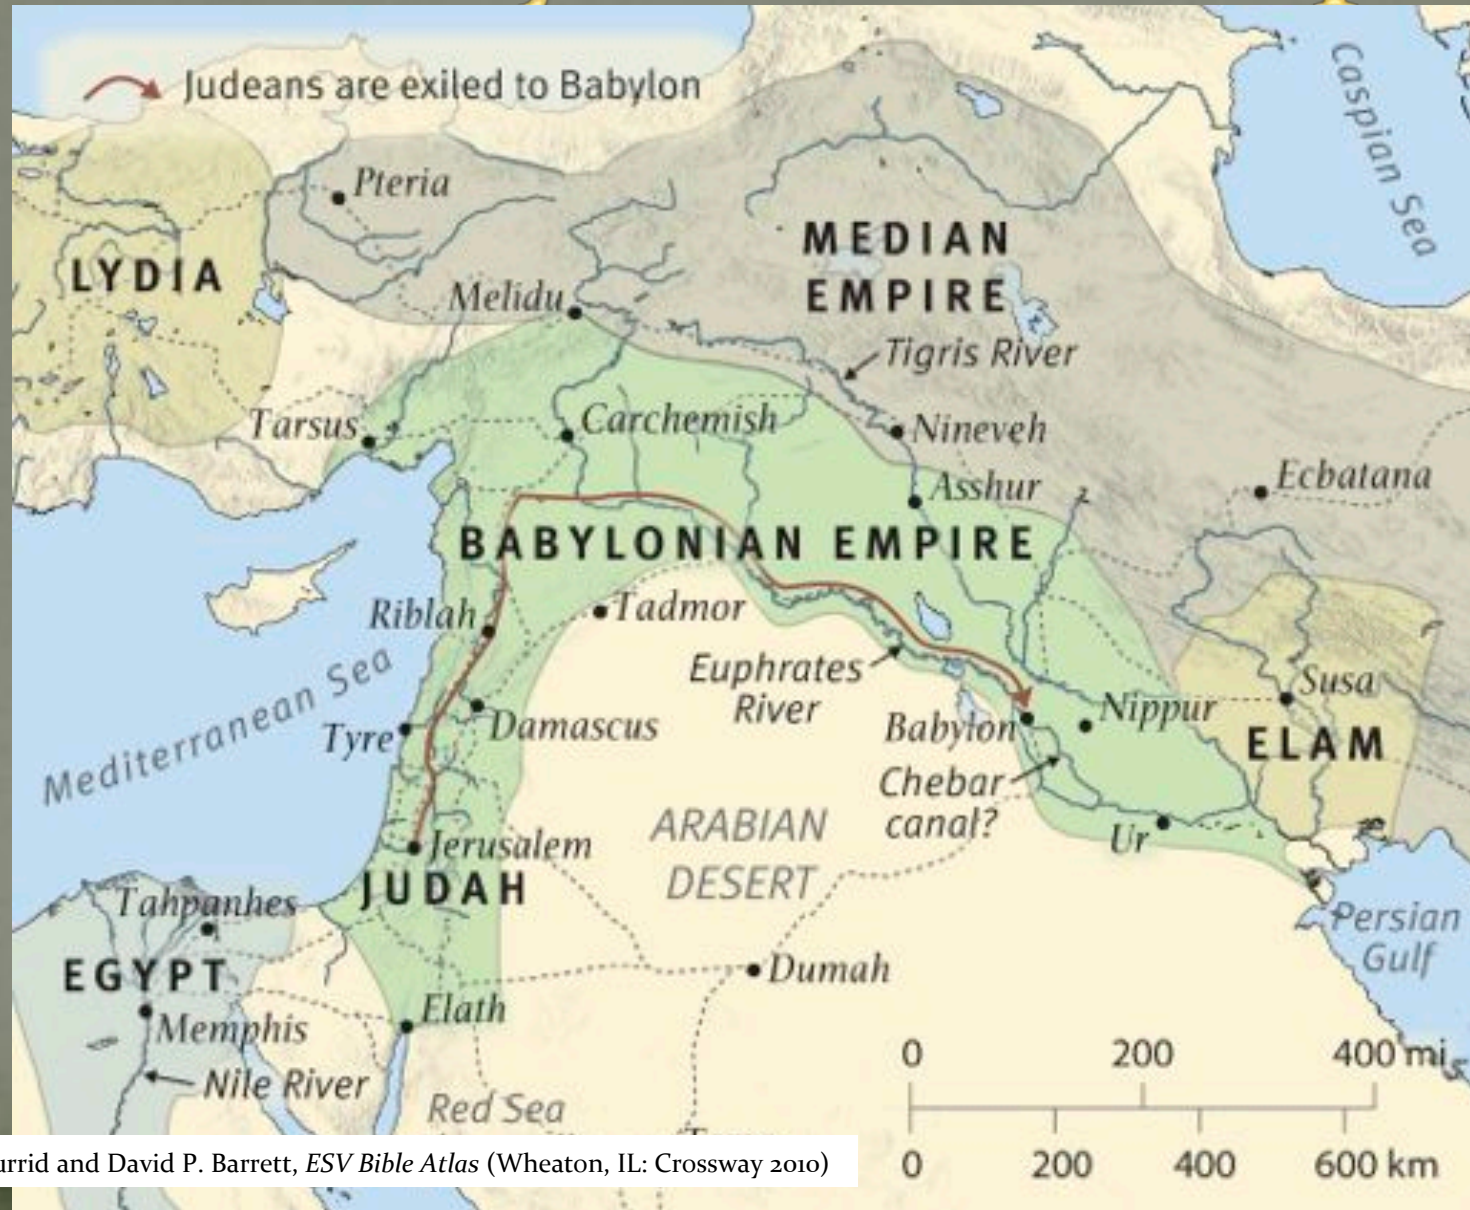 Judeans are exiled to Babylon
Caspian Sea
Pteria
LYDIA
MEDIAN
EMPIRE
Melidu
Tigris River
Tarsus
Carchemish
Nineveh
Ecbatana
Asshur
BABYLONIAN EMPIRE
Riblah
Tadmor
Mediterranean Sea
Euphrates
River
Susa
Tyre
Damascus
Babylon
Nippur
ELAM
Chebar
canal?
ARABIAN
DESERT
Ur
Jerusalem
JUDAH
Tahpanhes
Persian
Gulf
EGYPT
Dumah
Elath
Memphis
Nile River
Red Sea
0 200 400 mi
0 200 400 600 km
and David P. Barrett, ESV Bible Atlas (Wheaton, IL: Crossway 2010)